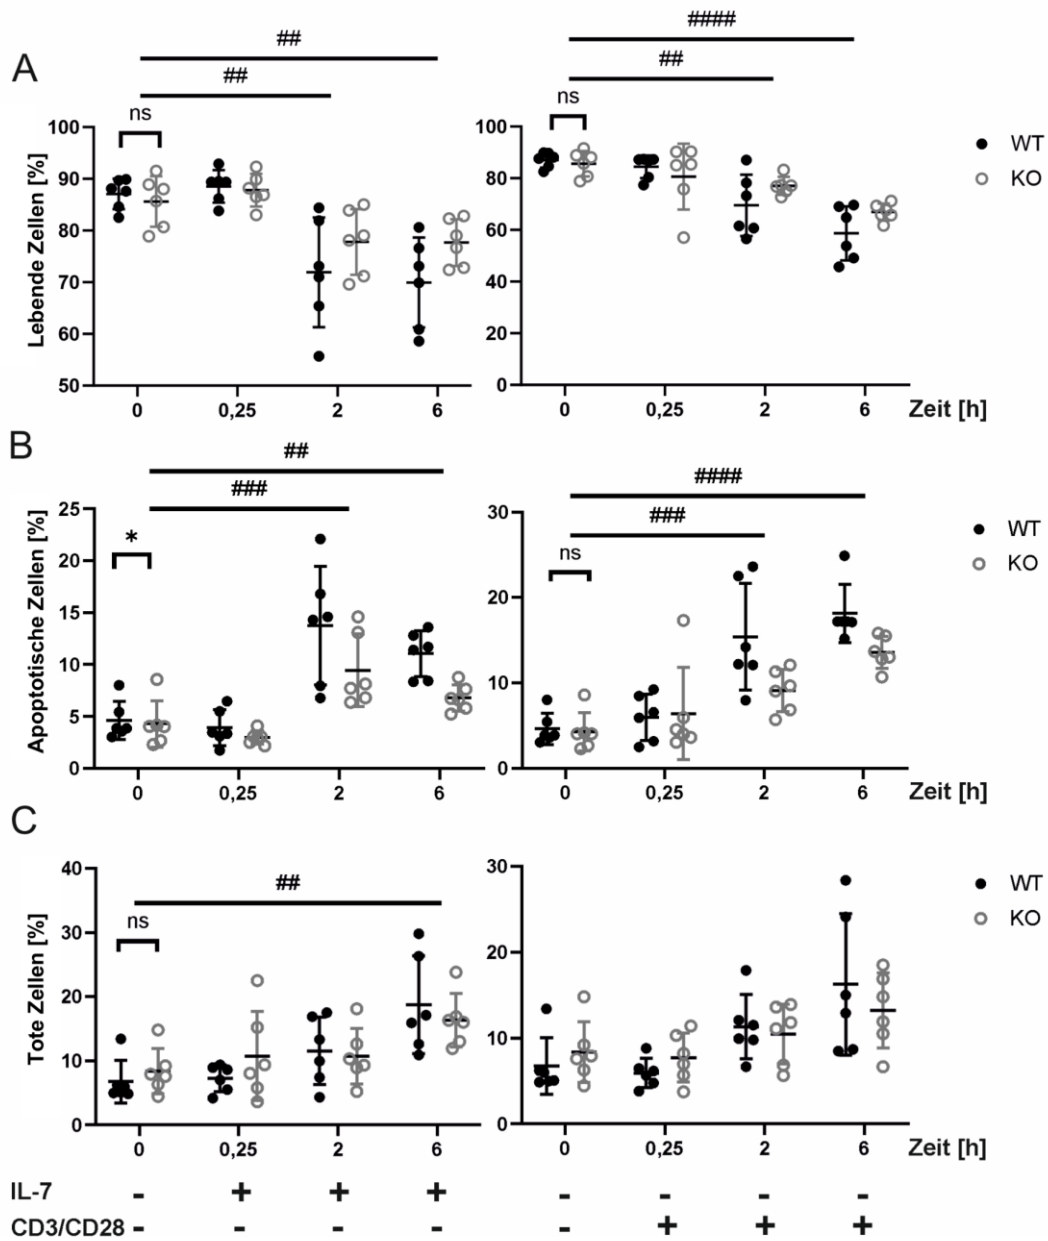 A
##
##
ns
####
##
ns
Lebende Zellen [%]
100
90
80
70
60
50
0 0,25 2 6
100
80
60
40
20
0
0 0,25 2 6 Zeit [h]
WT
KO
B
##
###
*
####
###
ns
Apoptotische Zellen [%]
25
20
15
10
5
0
0 0,25 2 6
30
20
10
0
0 0,25 2 6 Zeit [h]
WT
KO
C
##
ns
Tote Zellen [%]
40
30
20
10
0
0 0,25 2 6
30
20
10
0
0 0,25 2 6 Zeit [h]
WT
KO
IL-7 - + + + - - - -
CD3/CD28 - - - - - + + +